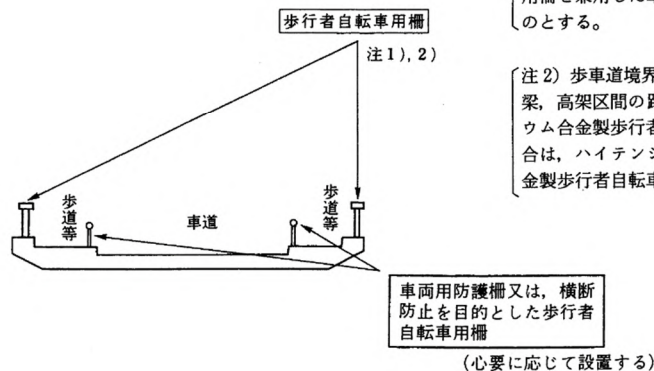 用橋を兼用した
のとする。
歩行者自転車用柵
注1), 2)
注2) 歩車道境界
梁, 高架区間の
ウム合金製歩行者
合は, ハイテンシ
金製歩行者自転車
歩道等
車道
歩道等
車両用防護柵又は, 横断
防止を目的とした歩行者
自転車用柵
(心要に応じて設置する)